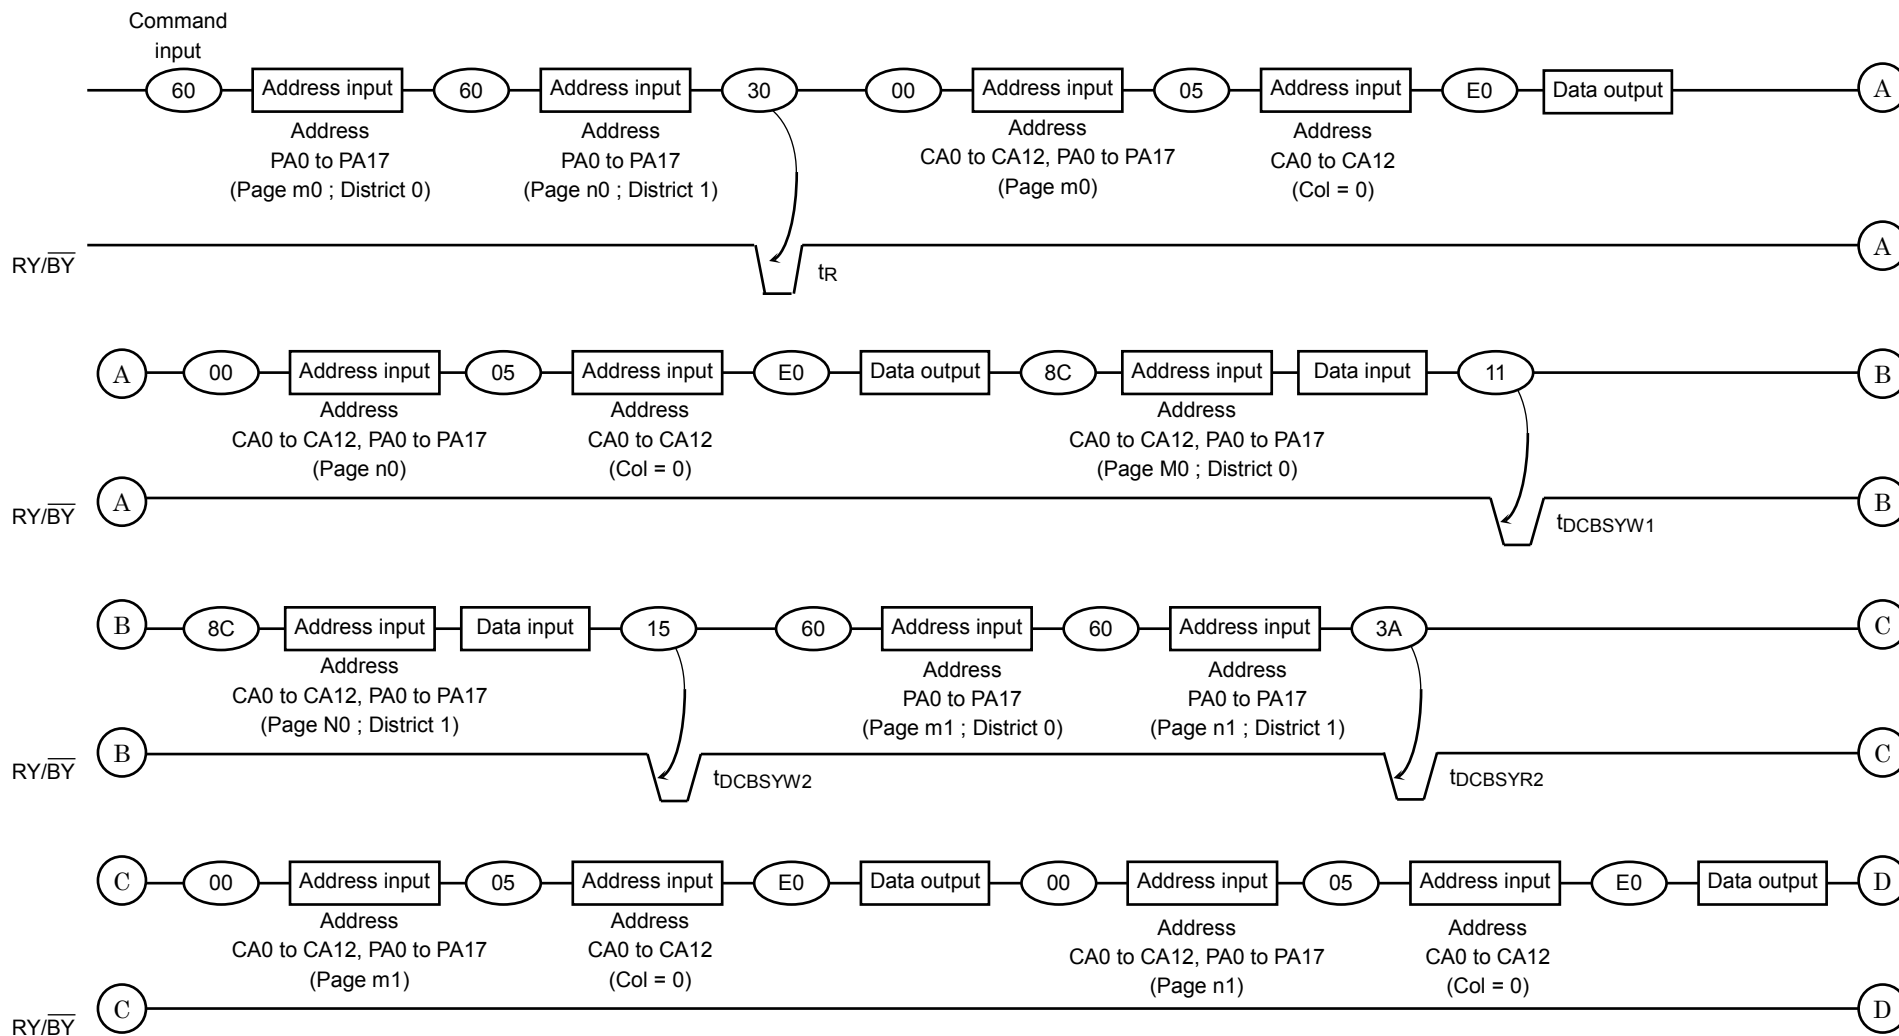 Command
input
60 Address input 60 Address input 30 00 Address input 05 Address input E0 Data output A
Address Address Address Address
PA0 to PA17 PA0 to PA17 CA0 to CA12, PA0 to PA17 CA0 to CA12
(Page m0 ; District 0) (Page n0 ; District 1) (Page m0) (Col = 0)
RY/BY tR A
A 00 Address input 05 Address input E0 Data output 8C Address input Data input 11 B
Address Address Address
CA0 to CA12, PA0 to PA17 CA0 to CA12 CA0 to CA12, PA0 to PA17
(Page n0) (Col = 0) (Page M0 ; District 0)
RY/BY A tDCBSYW1 B
B 8C Address input Data input 15 60 Address input 60 Address input 3A C
Address Address Address
CA0 to CA12, PA0 to PA17 PA0 to PA17 PA0 to PA17
(Page N0 ; District 1) (Page m1 ; District 0) (Page n1 ; District 1)
RY/BY B tDCBSYW2 tDCBSYR2 C
C 00 Address input 05 Address input E0 Data output 00 Address input 05 Address input E0 Data output D
Address Address Address Address
CA0 to CA12, PA0 to PA17 CA0 to CA12 CA0 to CA12, PA0 to PA17 CA0 to CA12
(Page m1) (Col = 0) (Page n1) (Col = 0)
RY/BY C D